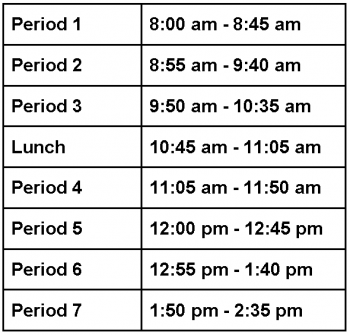 Period 1 8:00 am - 8:45 am
Period 2 8:55 am - 9:40 am
Period 3 9:50 am - 10:35 am
Lunch 10:45 am - 11:05 am
Period 4 11:05 am - 11:50 am
Period 5 12:00 pm - 12:45 pm
Period 6 12:55 pm - 1:40 pm
Period 7 1:50 pm - 2:35 pm